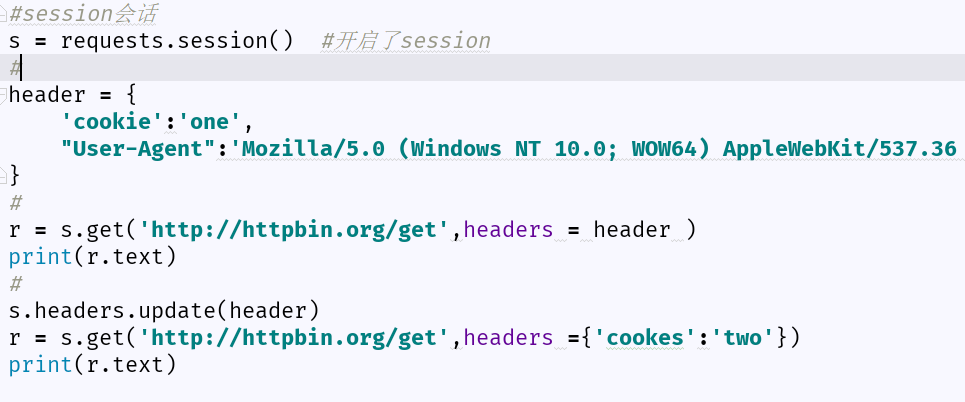 #session会话
s = requests.session()  #开启了session
#
header = {
    'cookie':'one',
    "User-Agent":'Mozilla/5.0 (Windows NT 10.0; WOW64) AppleWebKit/537.36
}
#
r = s.get('http://httpbin.org/get',headers = header )
print(r.text)
#
s.headers.update(header)
r = s.get('http://httpbin.org/get',headers ={'cookes':'two'})
print(r.text)